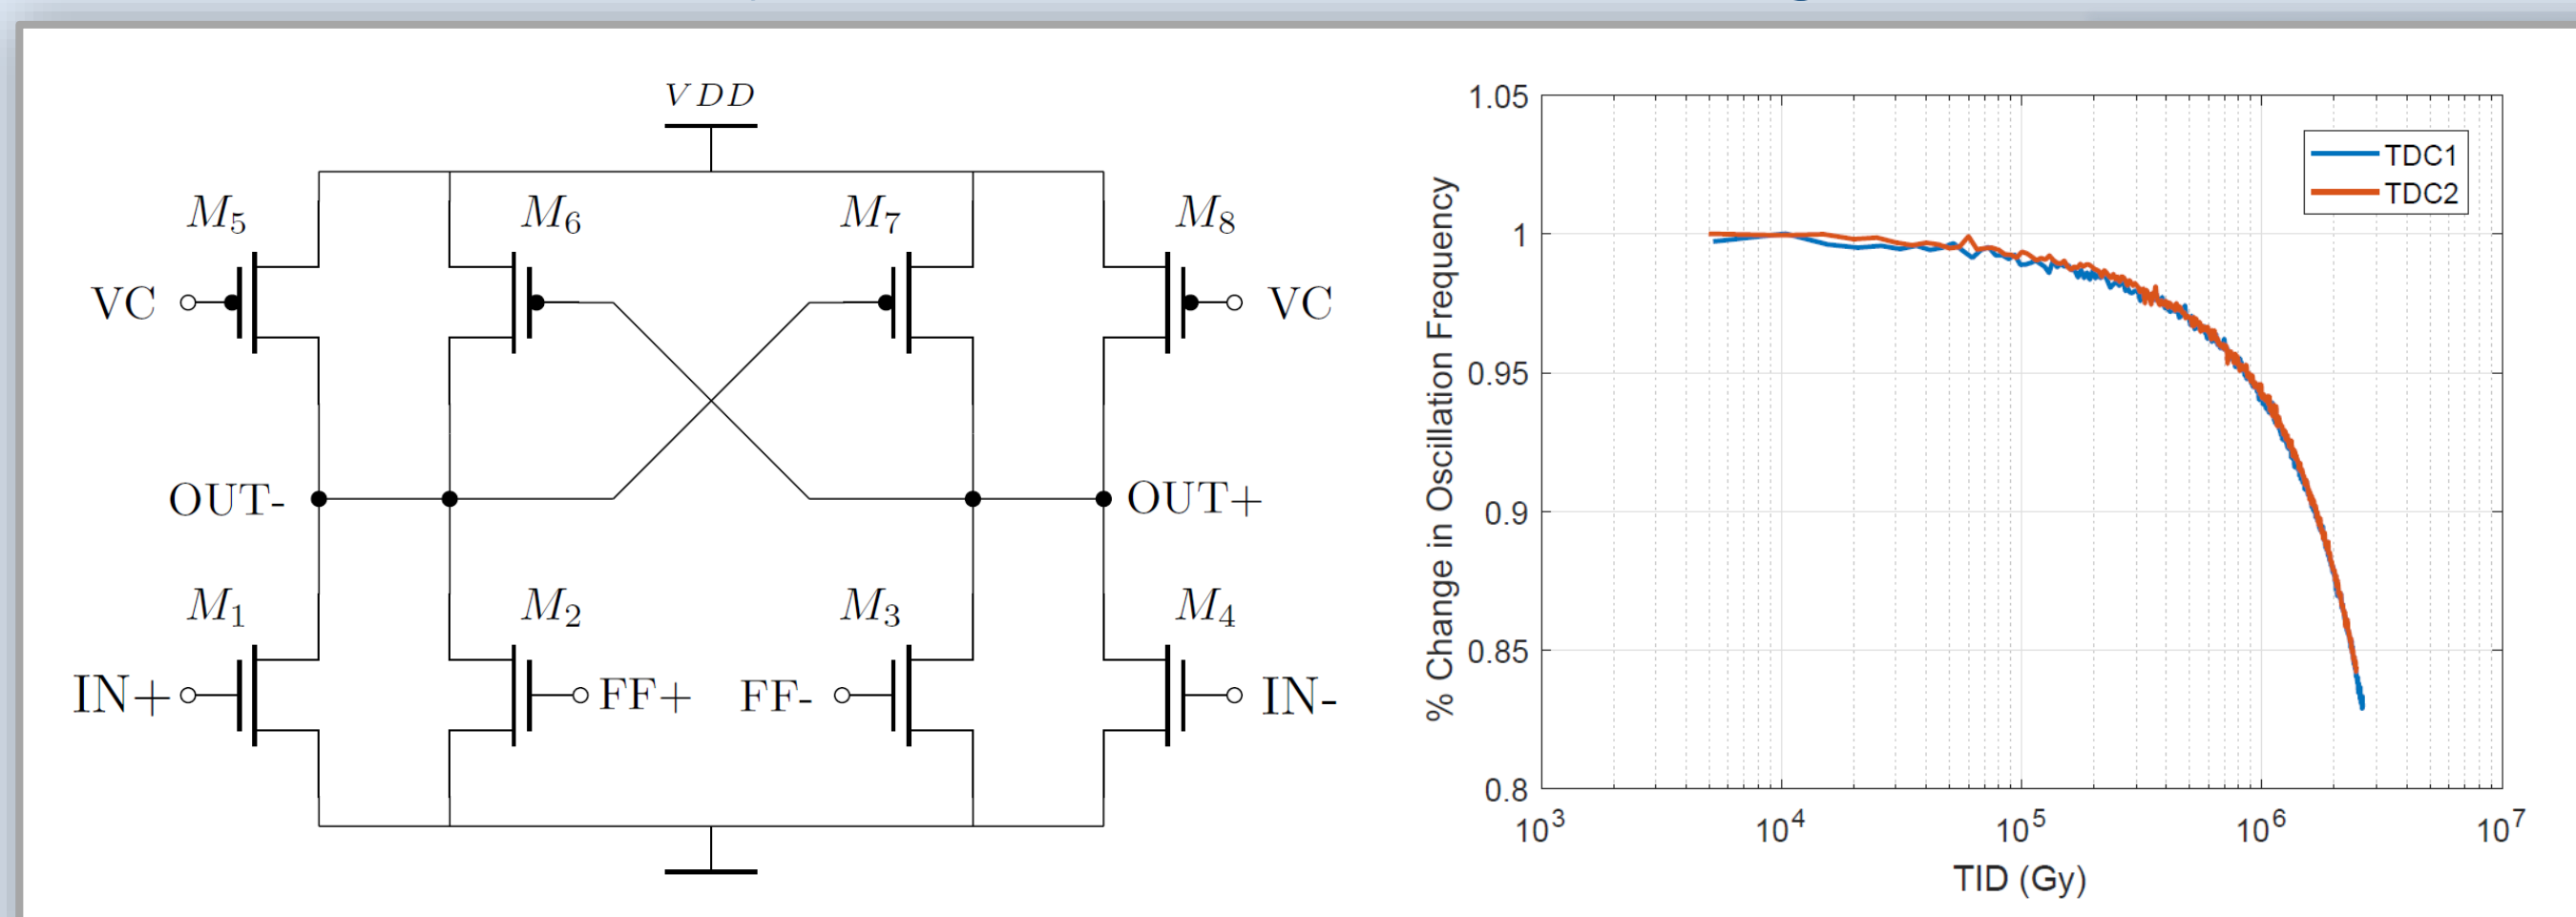 VDD
M5
M6
M7
M8
VC
VC
OUT-
OUT+
M1
M2
M3
M4
IN+
FF+
FF-
IN-
% Change in Oscillation Frequency
1.05
1
0.95
0.9
0.85
0.8
TDC1
TDC2
10^3
10^4
10^5
10^6
10^7
TID (Gy)